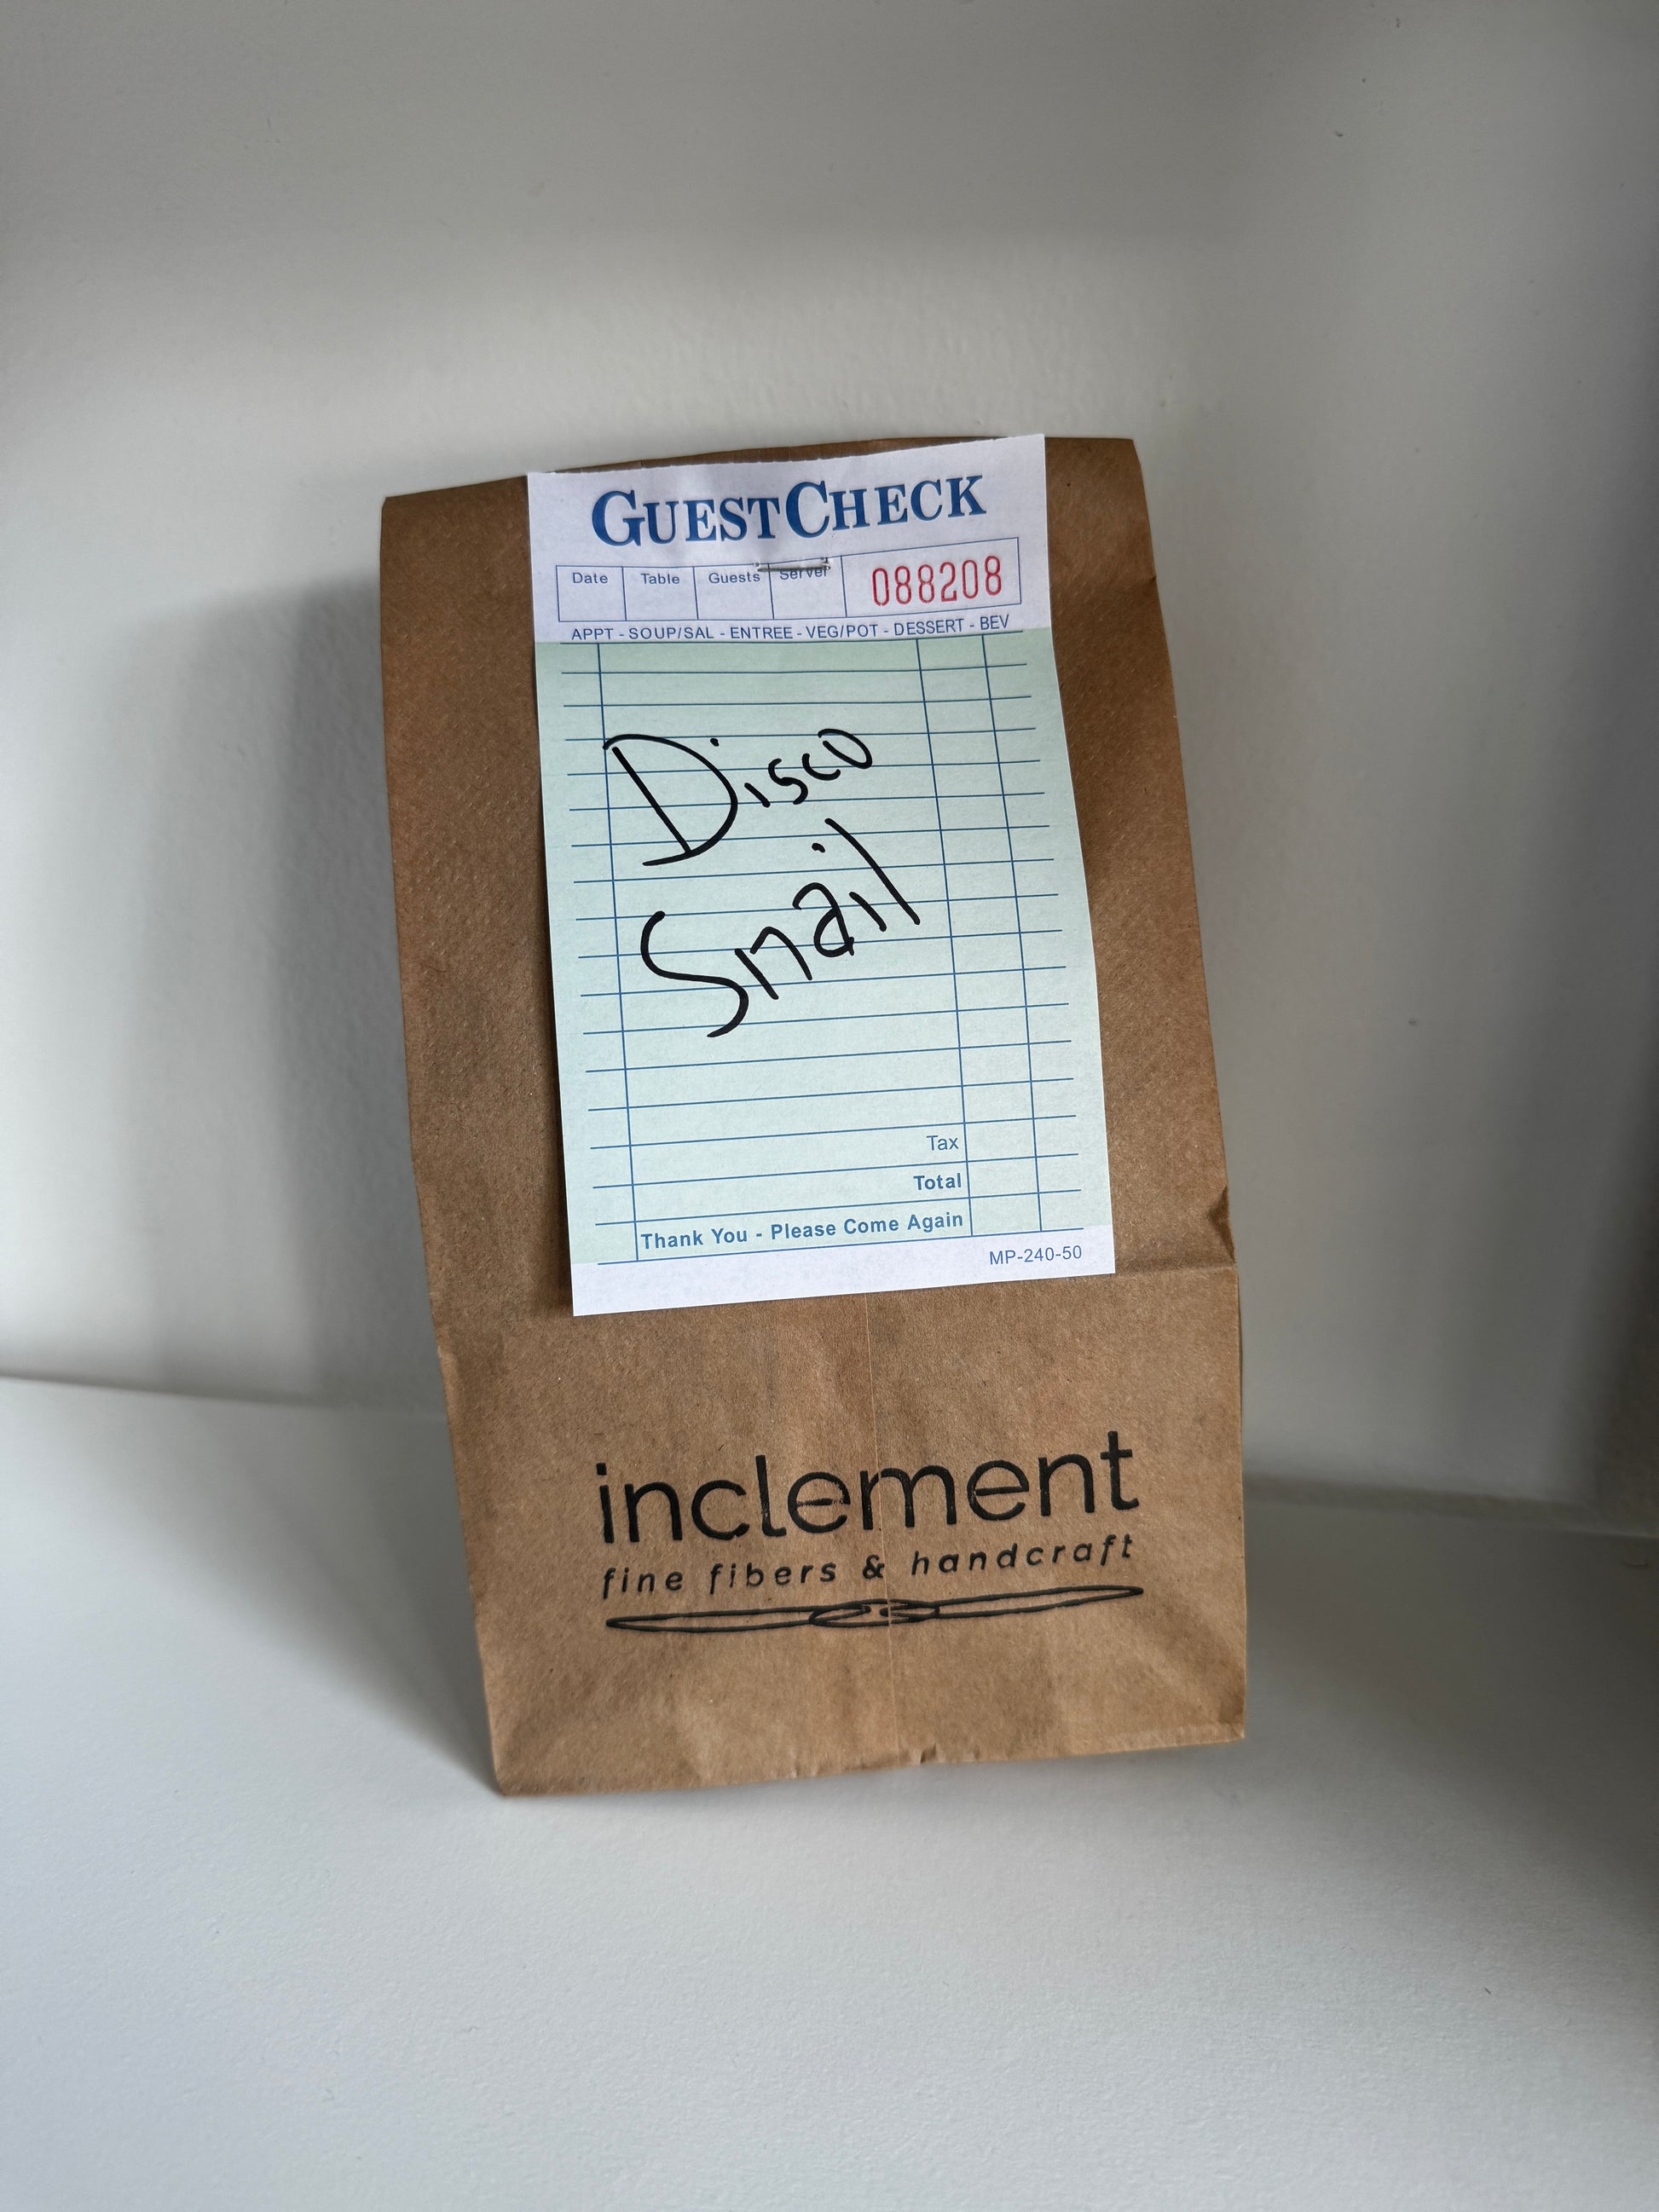 GUESTCHECK
Date Table Guests Server 088208
APPT - SOUP/SAL - ENTREE - VEG/POT - DESSERT - BEV
Disco
Snail
Tax
Total
Thank You - Please Come Again
MP-240-50
inclement
fine fibers & handcraft